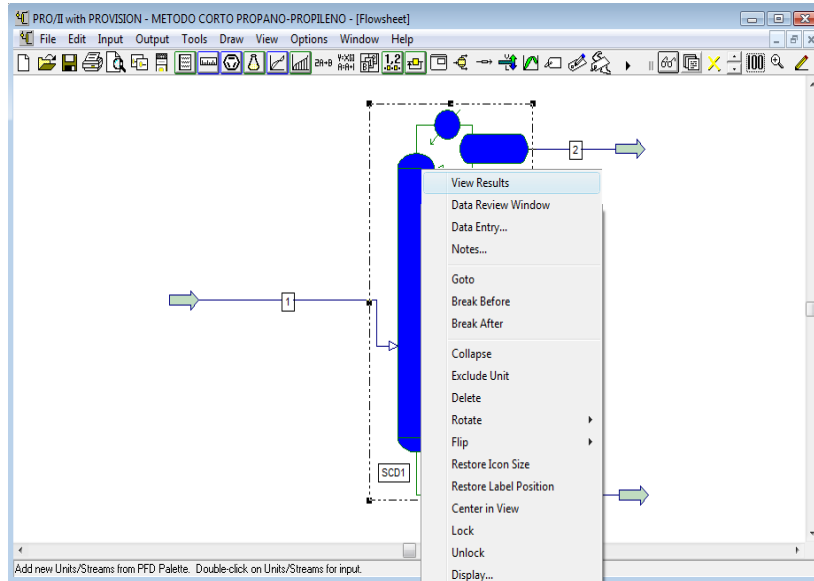 PRO/II with PROVISION - METODO CORTO PROPANO-PROPILENO - [Flowsheet]
File Edit Input Output Tools Draw View Options Window Help
2
View Results
Data Review Window
Data Entry...
Notes...
Goto
1
Break Before
Break After
Collapse
Exclude Unit
Delete
Rotate
Flip
SCD1
Restore Icon Size
Restore Label Position
Center in View
Lock
Unlock
Display...
Add new Units/Streams from PFD Palette. Double-click on Units/Streams for input.